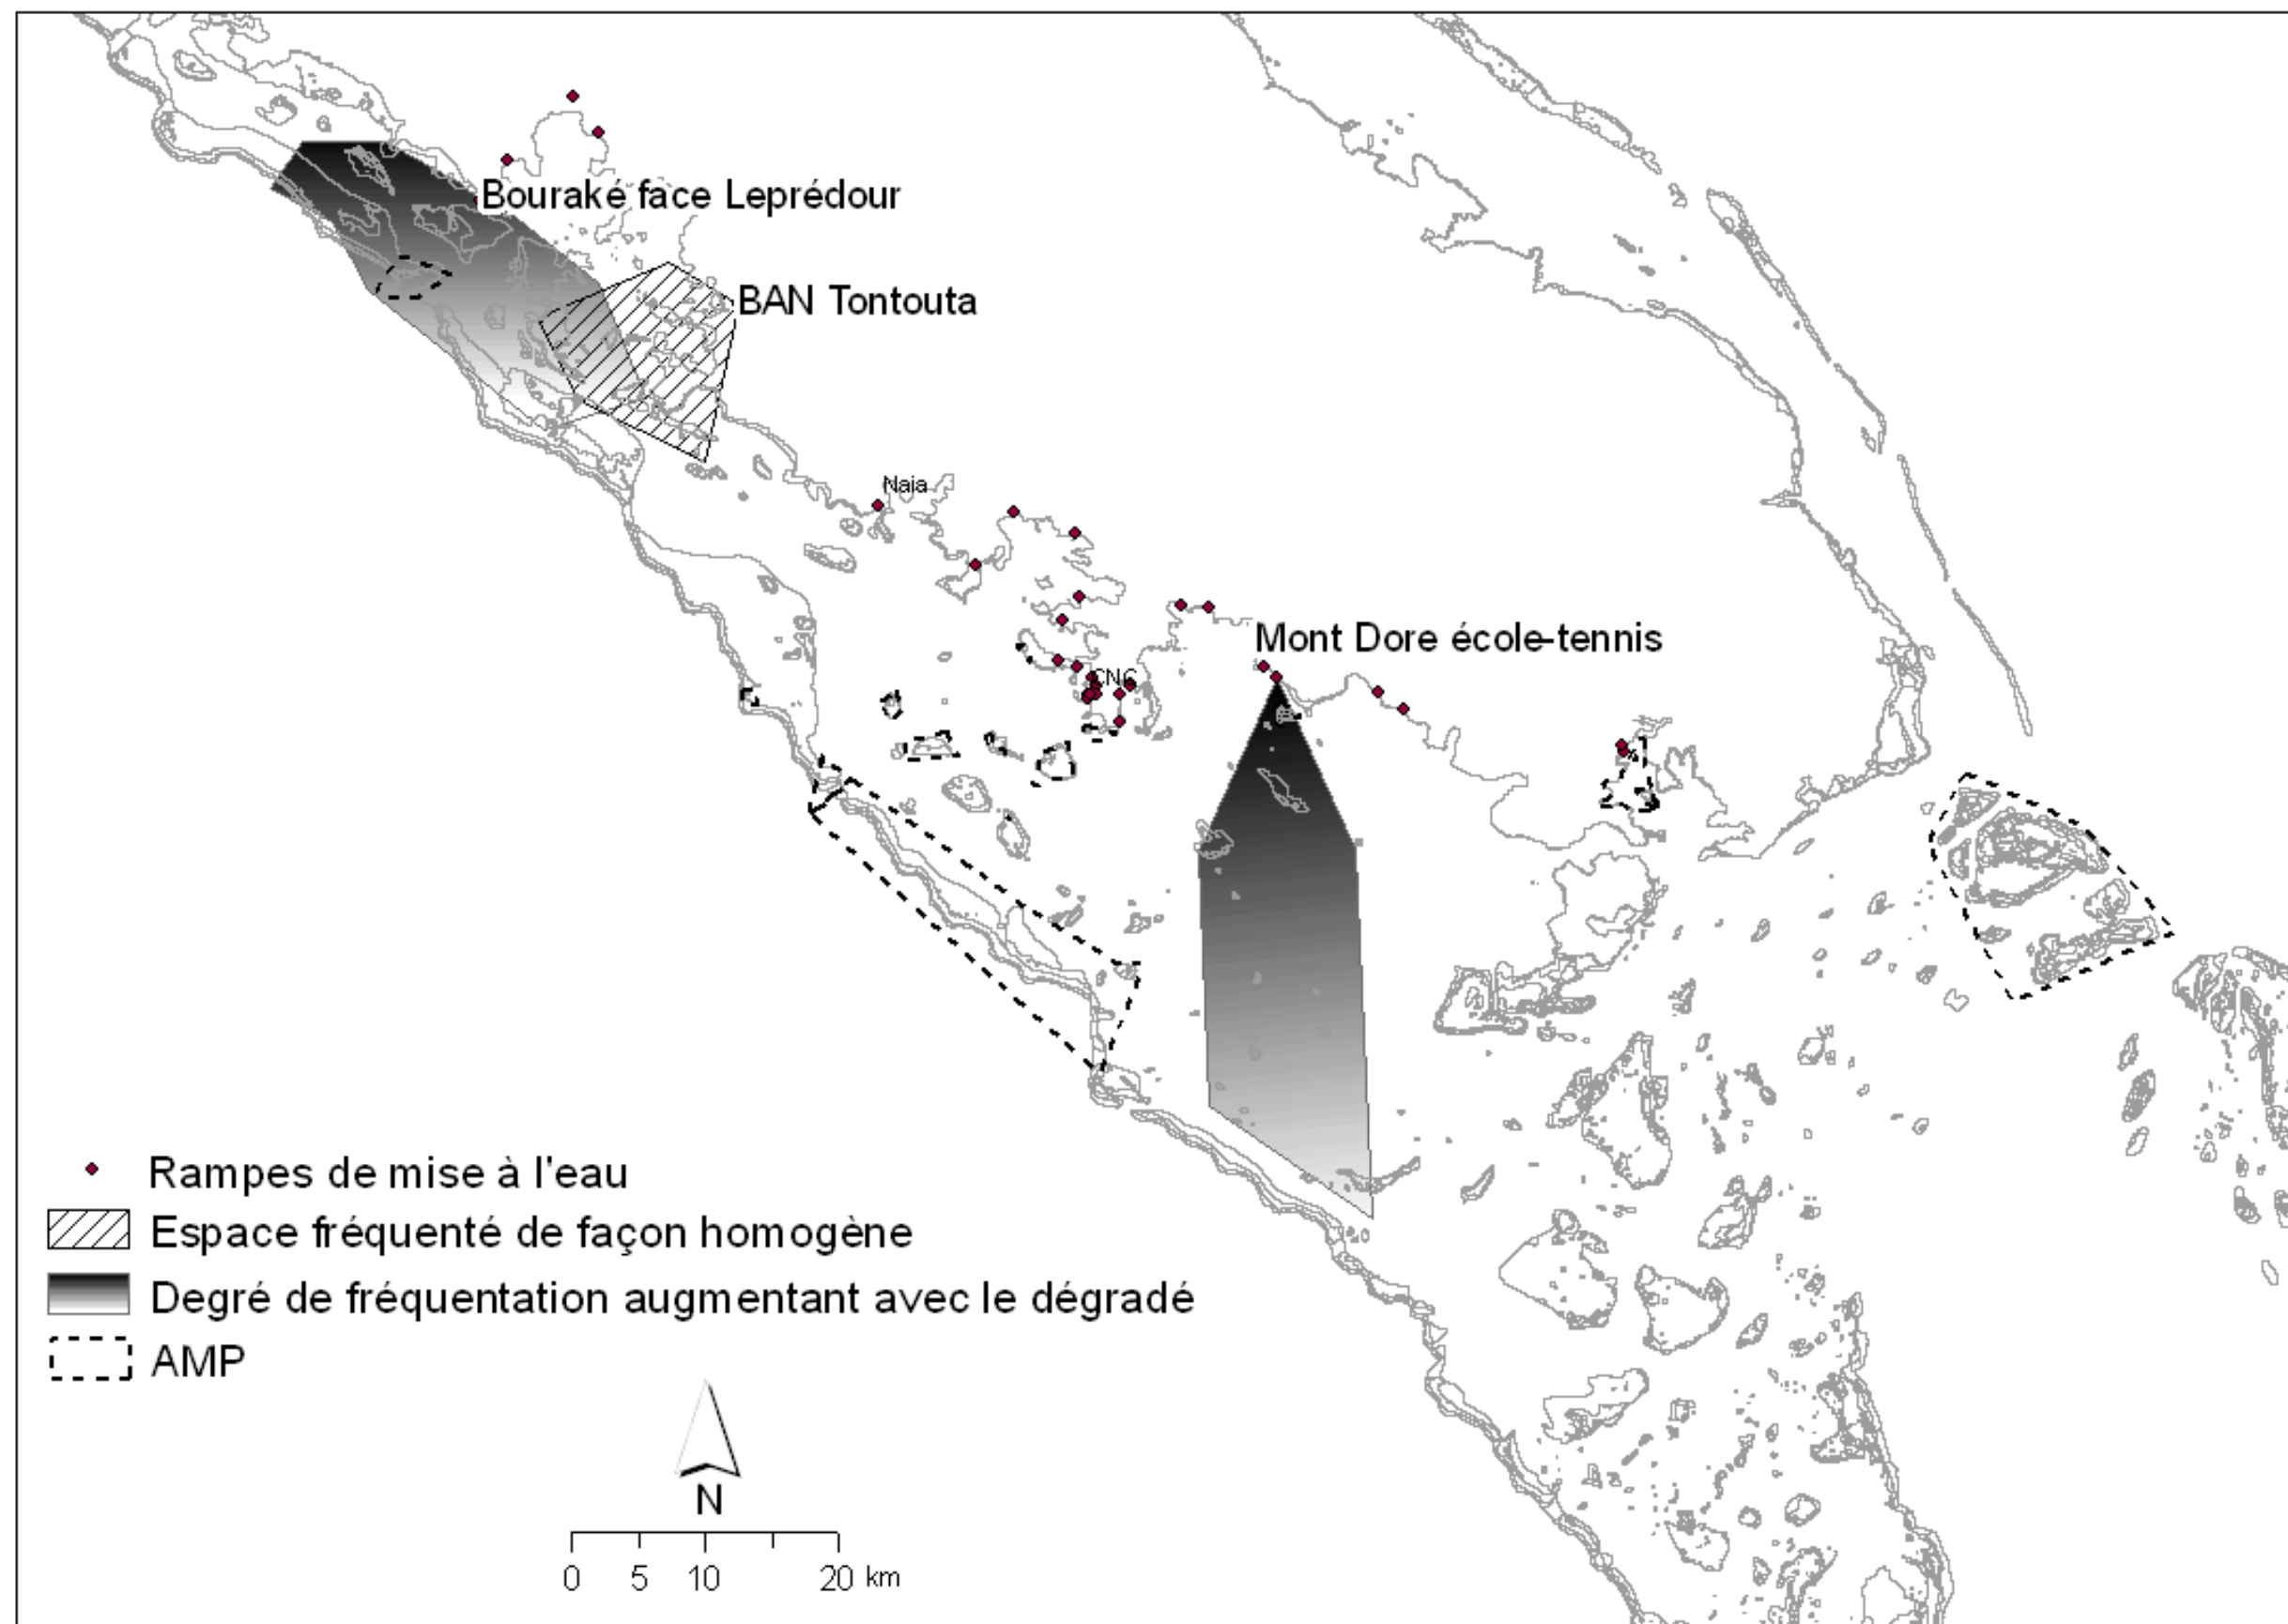 Bouraké face Leprédour
BAN Tontouta
Naia
Mont Dore école-tennis
CNC
Rampes de mise à l'eau
Espace fréquenté de façon homogène
Degré de fréquentation augmentant avec le dégradé
AMP
N
0 5 10 20 km